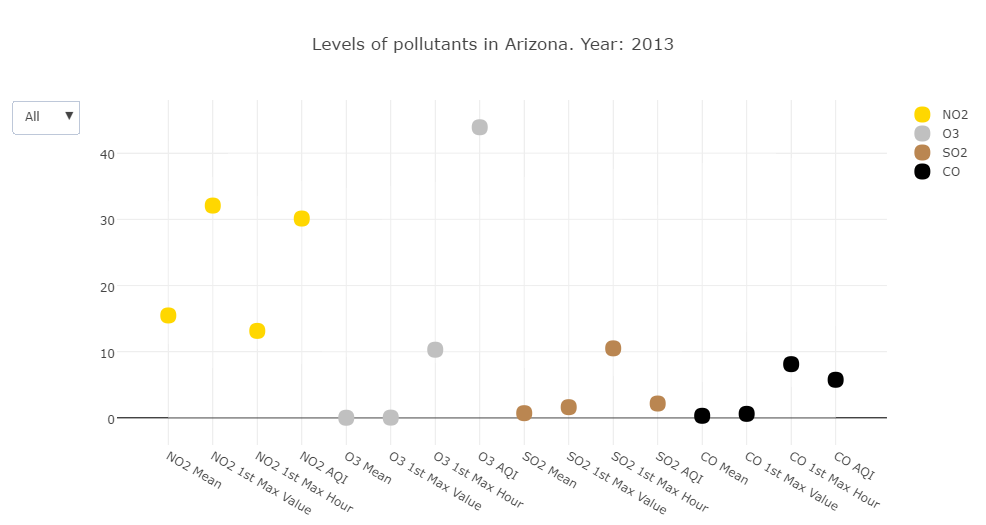 Levels of pollutants in Arizona. Year: 2013
All ▼
NO2
O3
SO2
CO
40
30
20
10
0
NO2 Mean
NO2 1st Max Value
NO2 1st Max Hour
NO2 AQI
O3 Mean
O3 1st Max Value
O3 1st Max Hour
O3 AQI
SO2 Mean
SO2 1st Max Value
SO2 1st Max Hour
SO2 AQI
CO Mean
CO 1st Max Value
CO 1st Max Hour
CO AQI